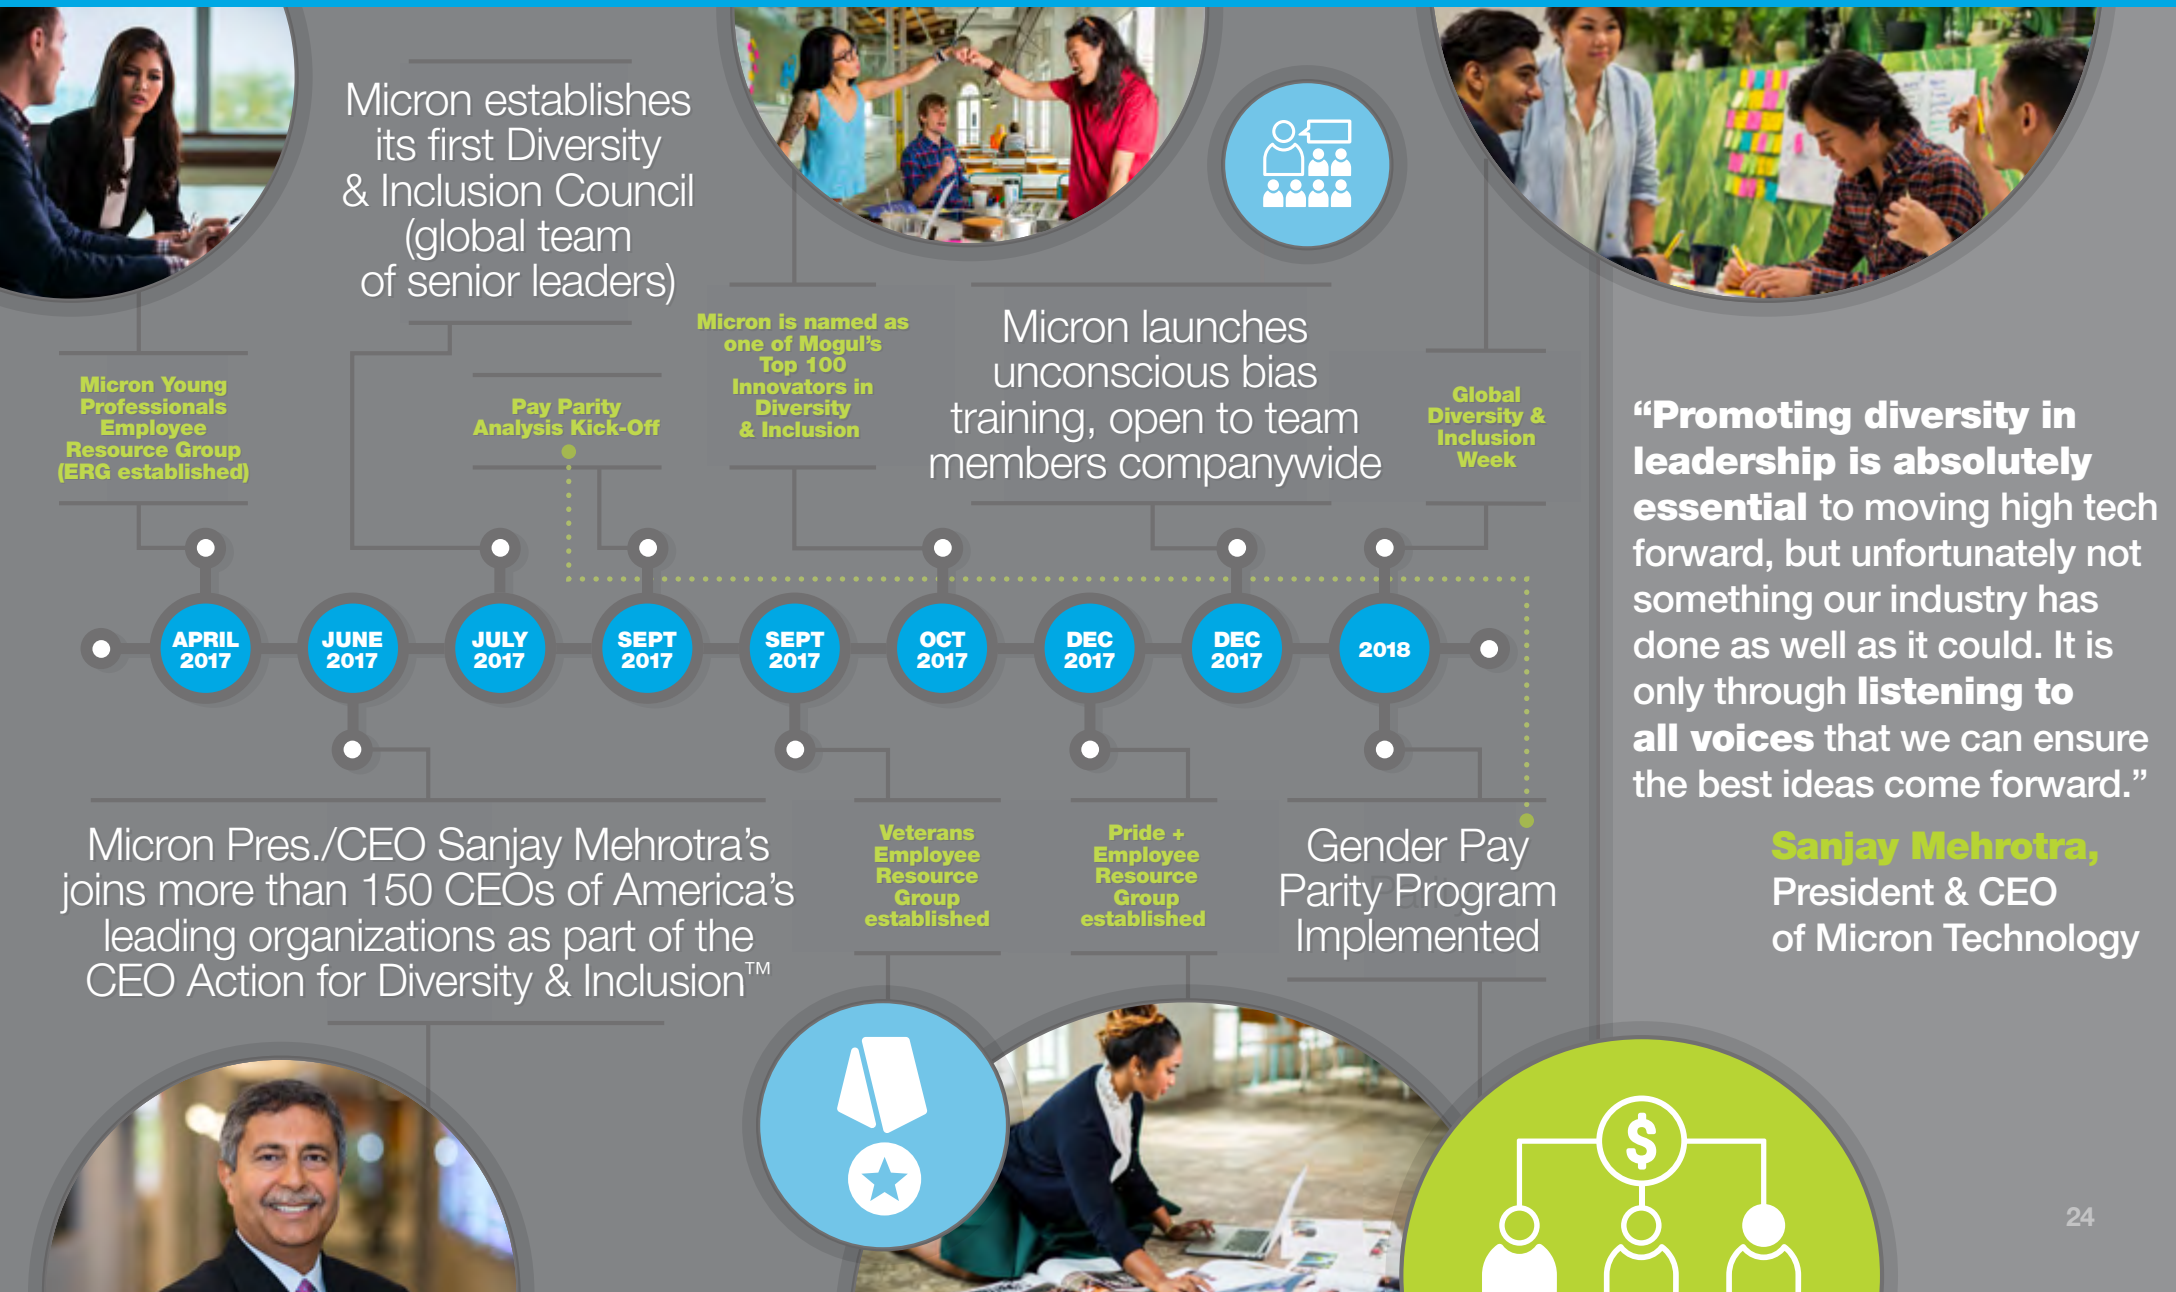 Micron establishes
its first Diversity
& Inclusion Council
(global team
of senior leaders)
Micron Young
Professionals
Employee
Resource Group
(ERG established)
Pay Parity
Analysis Kick-Off
Micron is named as
one of Mogul’s
Top 100
Innovators in
Diversity
& Inclusion
Micron launches
unconscious bias
training, open to team
members companywide
Global
Diversity &
Inclusion
Week
APRIL
2017
JUNE
2017
JULY
2017
SEPT
2017
SEPT
2017
OCT
2017
DEC
2017
DEC
2017
2018
Micron Pres./CEO Sanjay Mehrotra’s
joins more than 150 CEOs of America’s
leading organizations as part of the
CEO Action for Diversity & Inclusion™
Veterans
Employee
Resource
Group
established
Pride +
Employee
Resource
Group
established
Gender Pay
Parity Program
Implemented
“Promoting diversity in
leadership is absolutely
essential to moving high tech
forward, but unfortunately not
something our industry has
done as well as it could. It is
only through listening to
all voices that we can ensure
the best ideas come forward.”
Sanjay Mehrotra,
President & CEO
of Micron Technology
$
24